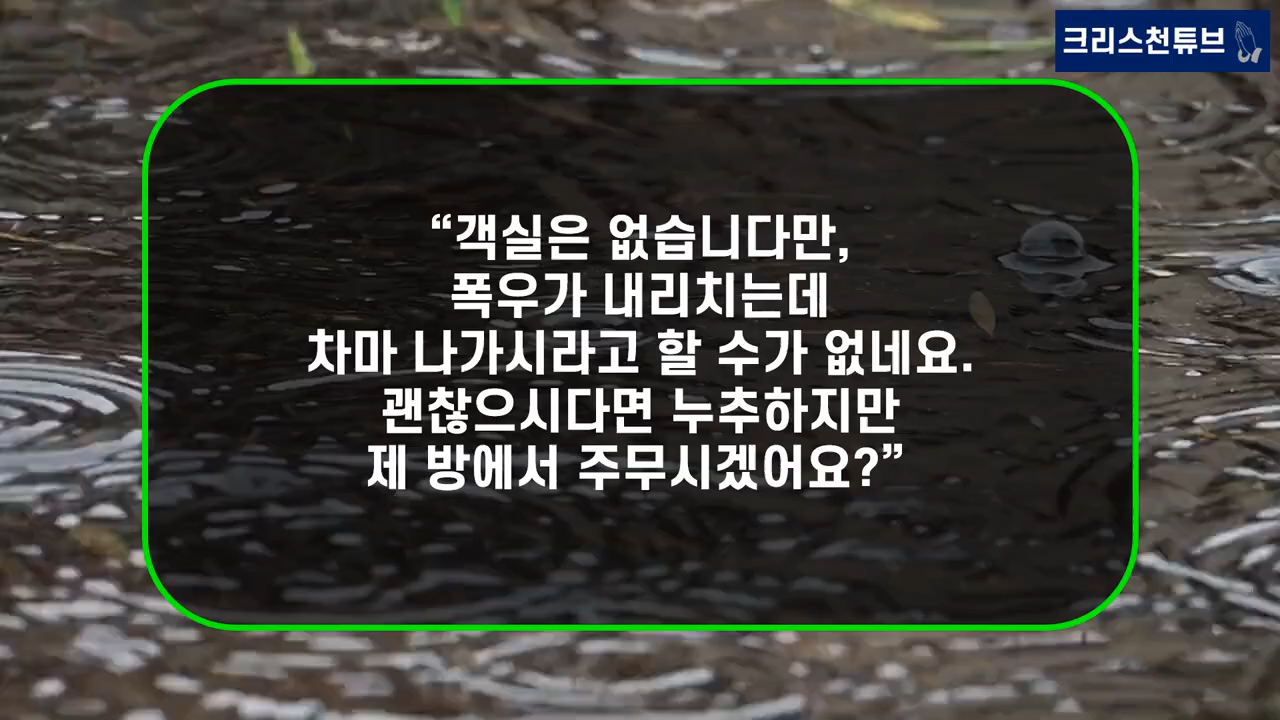 크리스천튜브
“객실은 없습니다만,
폭우가 내리치는데
차마 나가시라고 할 수가 없네요.
괜찮으시다면 누추하지만
제 방에서 주무시겠어요?”